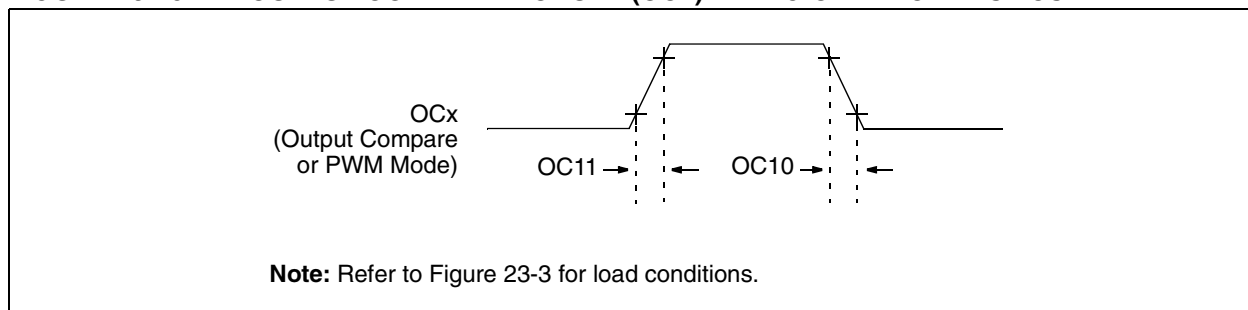 OCx
(Output Compare
or PWM Mode)
OC11
OC10
Note: Refer to Figure 23-3 for load conditions.